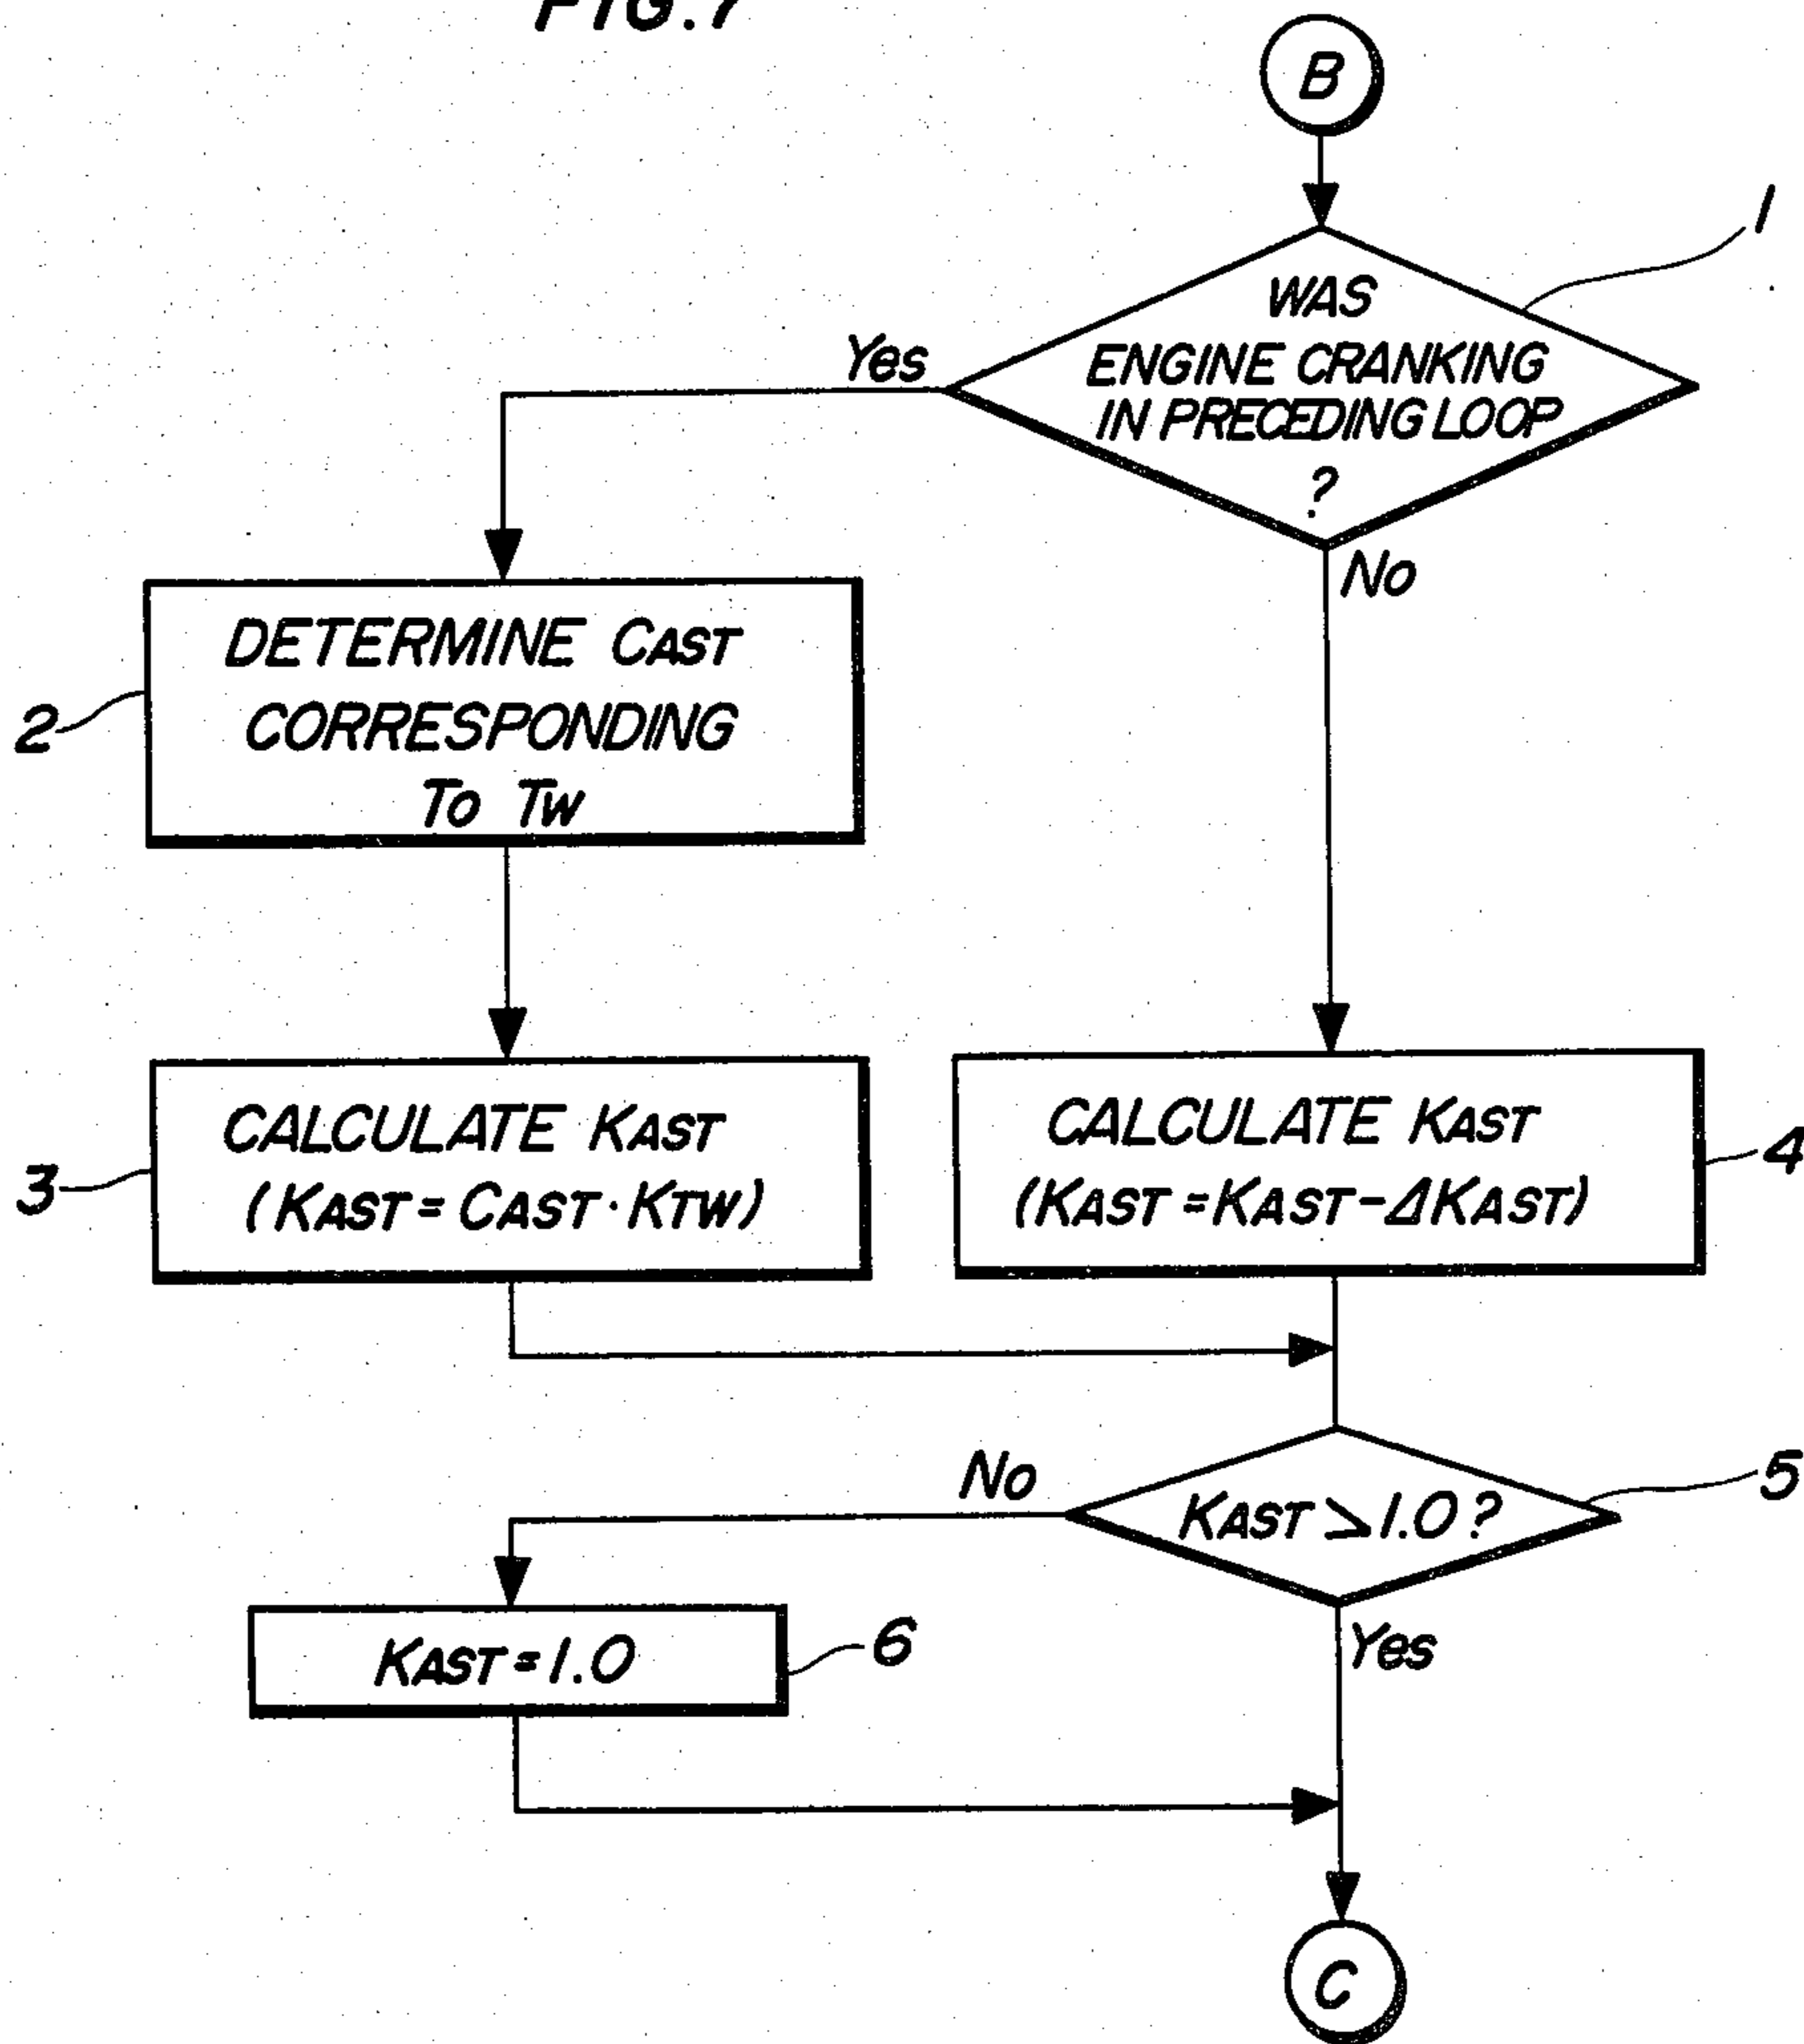 FIG.7
B
1
WAS
ENGINE CRANKING
IN PRECEDING LOOP
?
Yes
No
2
DETERMINE CAST
CORRESPONDING
To TW
3
CALCULATE KAST
(KAST = CAST · KTW)
CALCULATE KAST
(KAST = KAST - ΔKAST)
4
5
KAST > 1.0 ?
No
Yes
KAST = 1.0
6
C